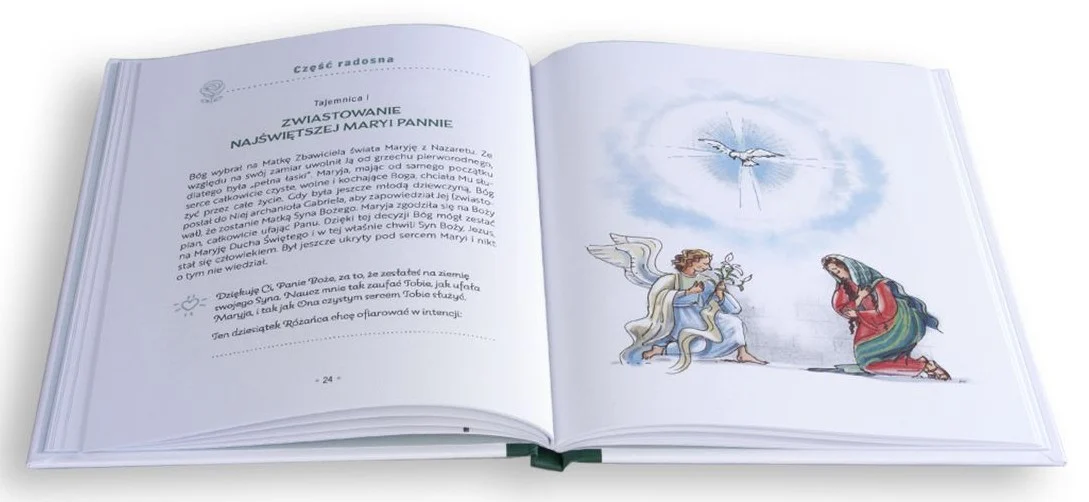 Część radosna
Tajemnica I
ZWIASTOWANIE
NAJŚWIĘTSZEJ MARYI PANNIE
Bóg wybrał na Matkę Zbawiciela świata Maryję z Nazaretu. Ze
względu na swój zamiar uwolnił Ją od grzechu pierworodnego,
dlatego była „pełna łaski”. Maryja, mając od samego początku
serce całkowicie czyste, wolne i kochające Boga, chciała Mu słu-
żyć przez całe życie. Gdy była jeszcze młodą dziewczyną, Bóg
posłał do Niej archanioła Gabriela, aby zapowiedział Jej (zwiasto-
wał), że zostanie Matką Syna Bożego. Maryja zgodziła się na Boży
plan, całkowicie ufając Panu. Dzięki tej decyzji Bóg mógł zesłać
na Maryję Ducha Świętego i w tej właśnie chwili Syn Boży, Jezus,
stał się człowiekiem. Był jeszcze ukryty pod sercem Maryi i nikt
o tym nie wiedział.
Dziękuję Ci, Panie Boże, za to, że zesłałeś na ziemię
swojego Syna. Naucz mnie tak zaufać Tobie, jak ufała
Maryja, i tak jak Ona czystym sercem Tobie służyć.
Ten dziesiątek Różańca chcę ofiarować w intencji:
24